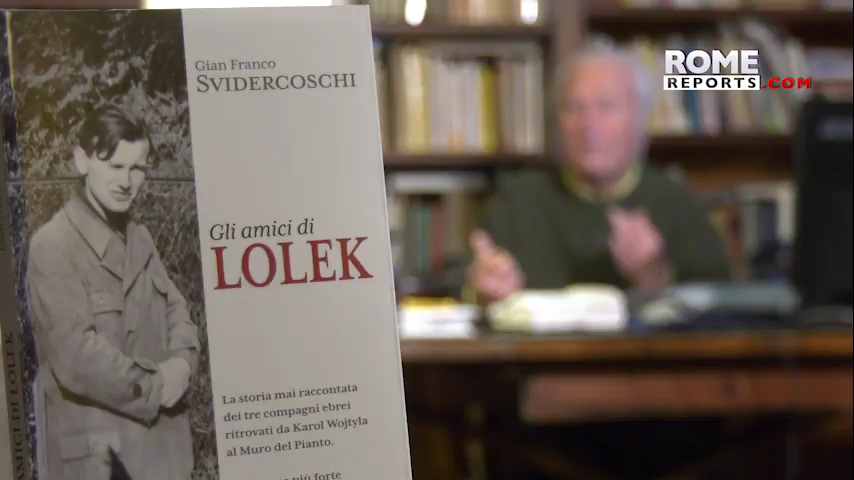 Gian Franco
SVIDERCOSCHI
Gli amici di
LOLEK
La storia mai raccontata
dei tre compagni ebrei
ritrovati da Karol Wojtyla
al Muro del Pianto.
più forte
AMICI DI LOLEK
ROME
REPORTS.COM